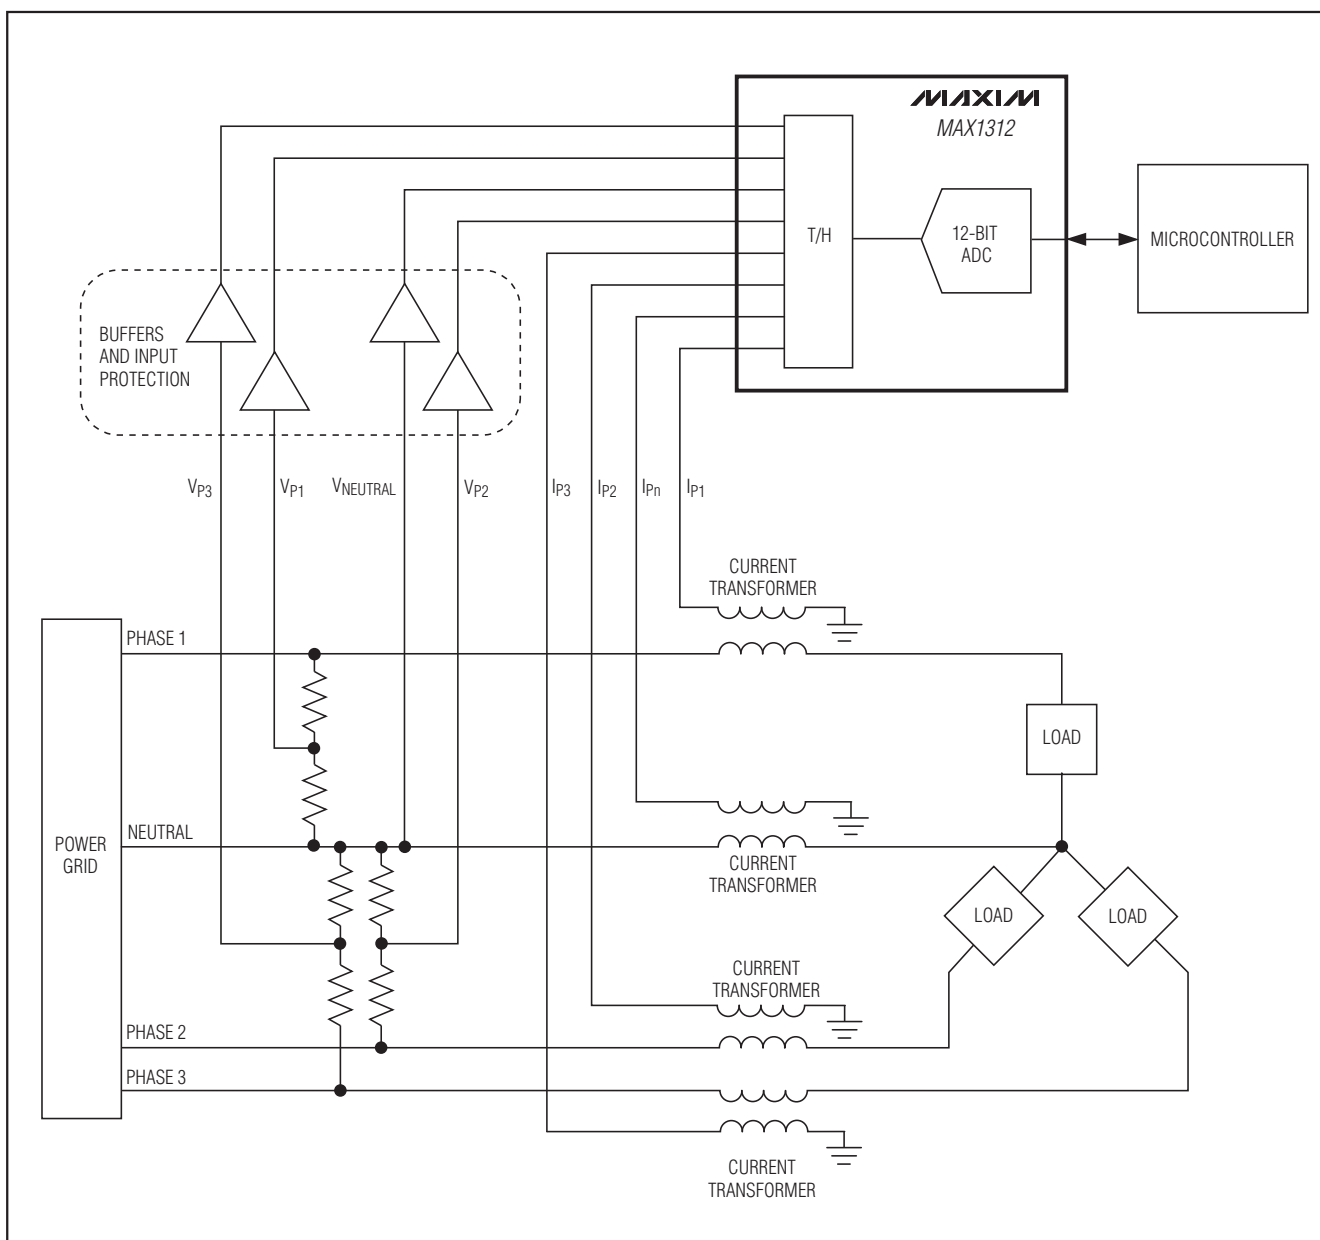 MAXIM
MAX1312
T/H
12-BIT
ADC
MICROCONTROLLER
BUFFERS
AND INPUT
PROTECTION
VP3
VP1
VNEUTRAL
VP2
IP3
IP2
IPn
IP1
CURRENT
TRANSFORMER
PHASE 1
LOAD
NEUTRAL
POWER
GRID
CURRENT
TRANSFORMER
LOAD
LOAD
CURRENT
TRANSFORMER
PHASE 2
PHASE 3
CURRENT
TRANSFORMER